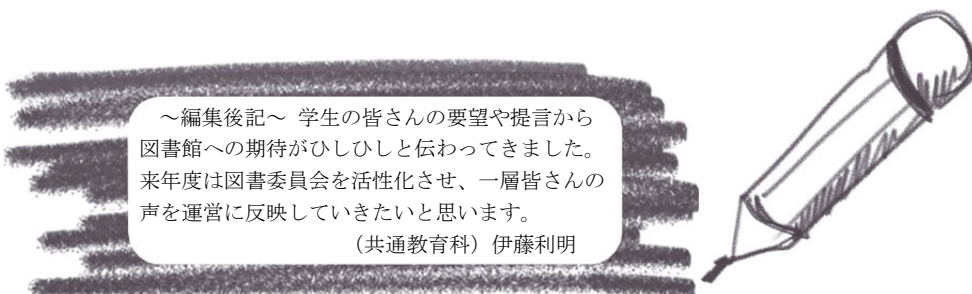 ～編集後記～ 学生の皆さんの要望や提言から
図書館への期待がひしひしと伝わってきました。
来年度は図書委員会を活性化させ、一層皆さんの
声を運営に反映していきたいと思います。
（共通教育科）伊藤利明